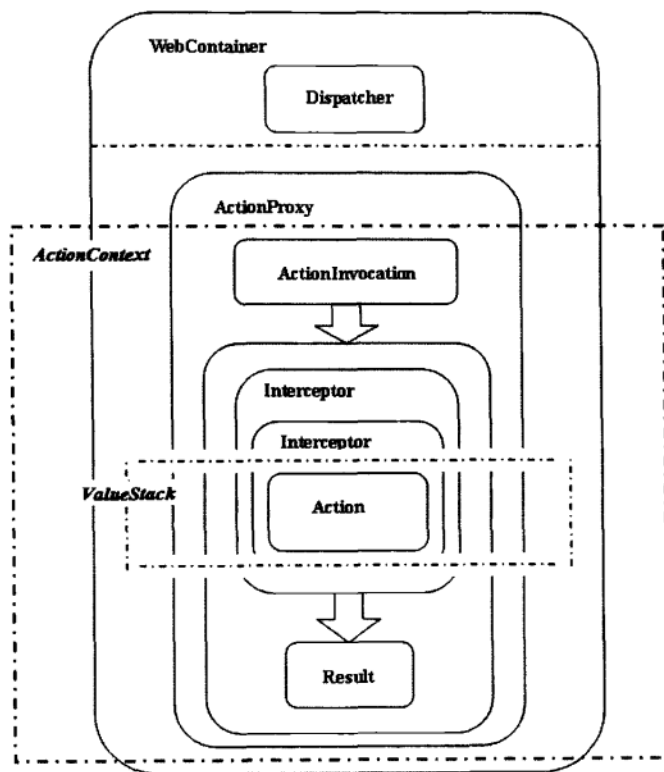 WebContainer
Dispatcher
ActionProxy
ActionContext
ActionInvocation
Interceptor
Interceptor
ValueStack
Action
Result